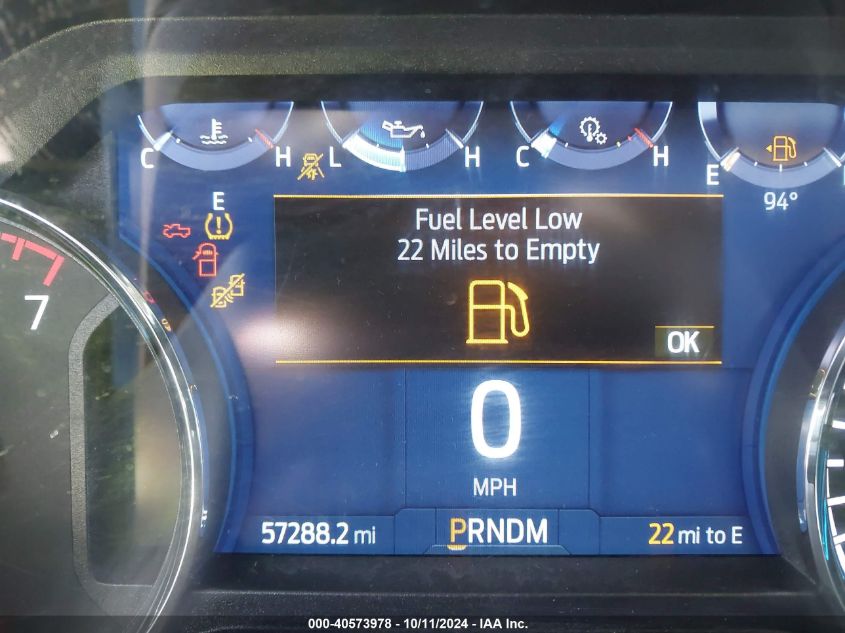 C H L H C H E
94°
E
Fuel Level Low
22 Miles to Empty
OK
7
0
MPH
57288.2 mi PRNDM 22 mi to E
000-40573978 - 10/11/2024 - IAA Inc.